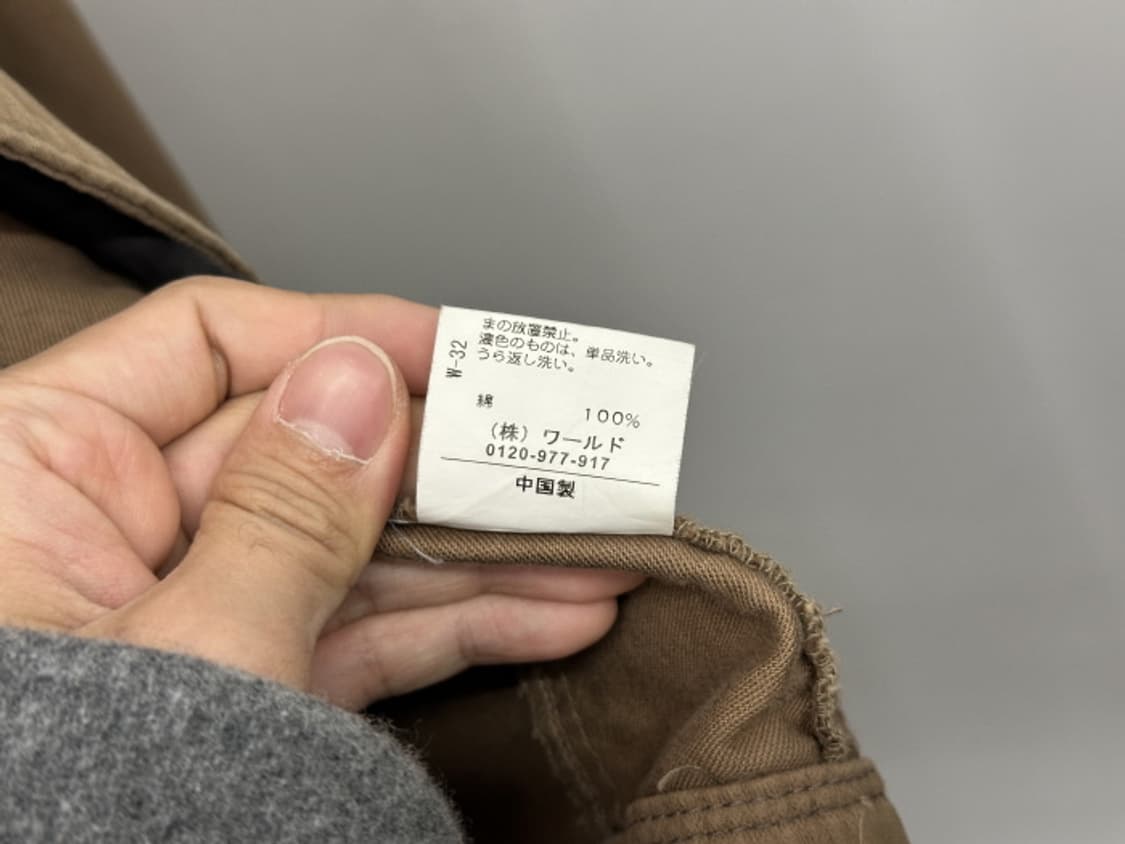 まの放置禁止。
濃色のものは、単品洗い。
うら返し洗い。
W-32
綿 100%
(株)ワールド
0120-977-917
中国製